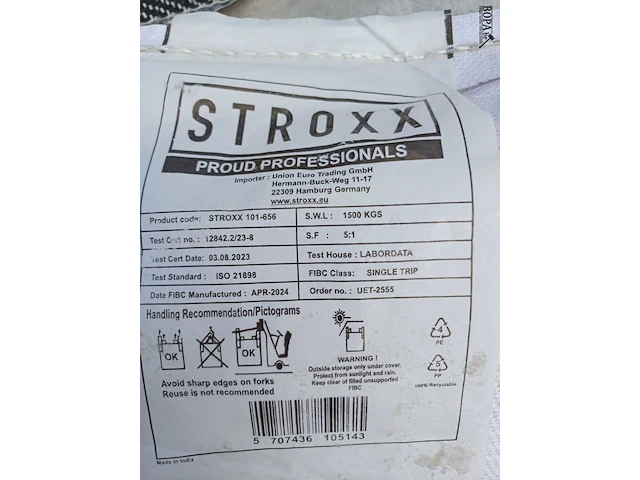 BOPA
STROXX
PROUD PROFESSIONALS
Importer : Union Euro Trading GmbH
Hermann-Buck-Weg 11-17
22309 Hamburg Germany
www.stroxx.eu
Product code: STROXX 101-656
S.W.L : 1500 KGS
Test Cert no. : 12842.2/23-8
S.F : 5:1
Test Cert Date: 03.08.2023
Test House : LABORDATA
Test Standard : ISO 21898
FIBC Class: SINGLE TRIP
Date FIBC Manufactured : APR-2024
Order no. : UET-2555
Handling Recommendation/Pictograms
OK
OK
WARNING !
Outside storage only under cover.
Protect from sunlight and rain.
Keep clear of filled unsupported
FIBC
4
PE
5
PP
100% Recyclable
Avoid sharp edges on forks
Reuse is not recommended
5 707436 105143
Made in India